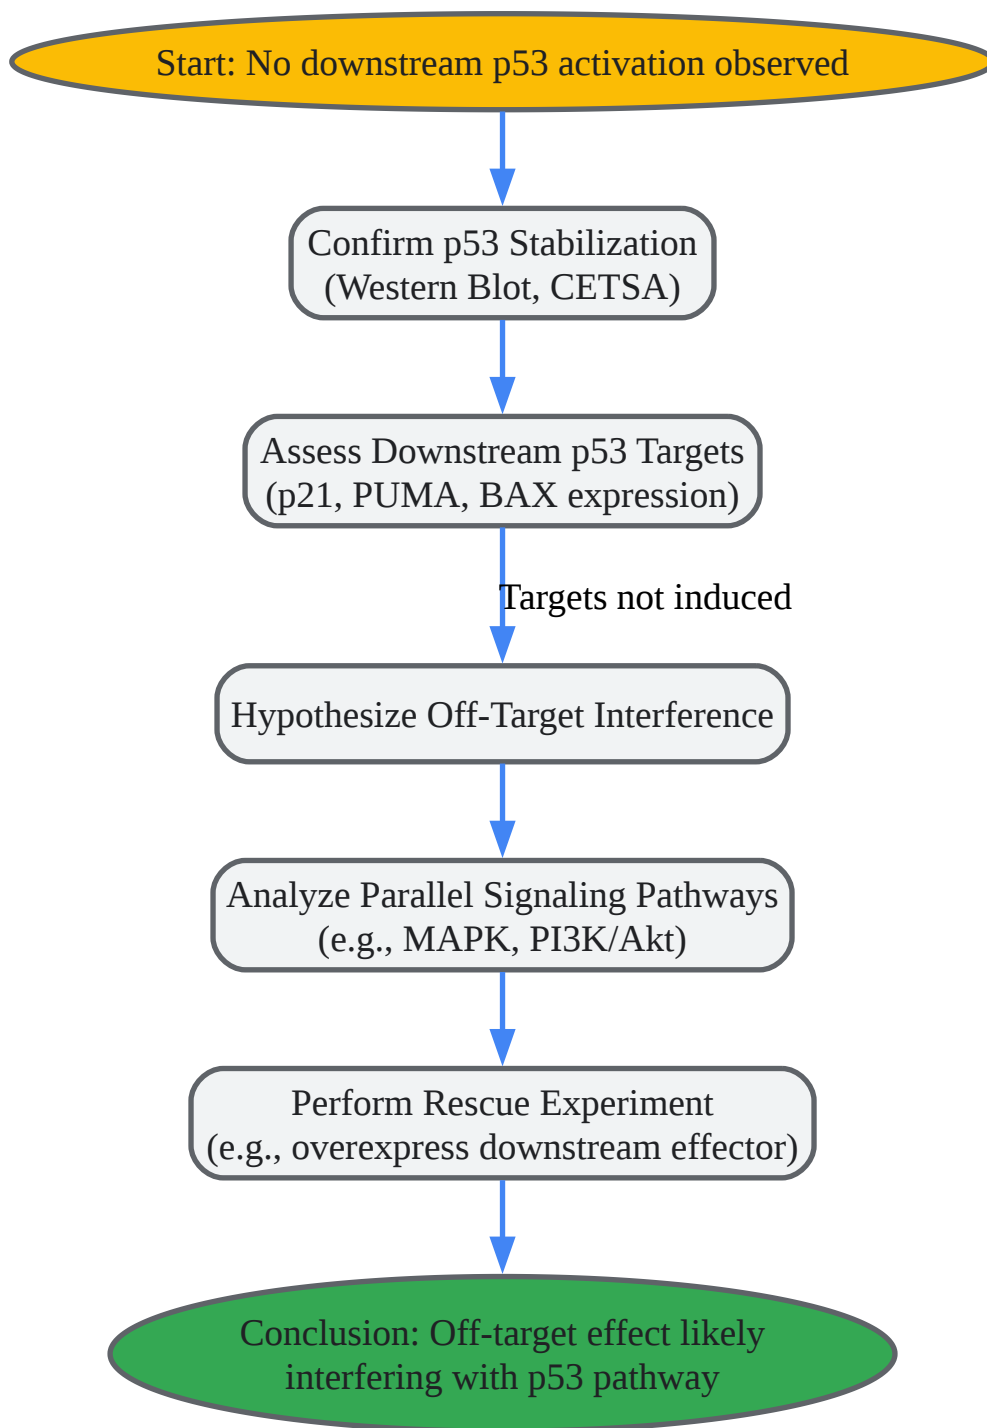 Start: No downstream p53 activation observed
Confirm p53 Stabilization
(Western Blot, CETSA)
Assess Downstream p53 Targets
(p21, PUMA, BAX expression)
Targets not induced
Hypothesize Off-Target Interference
Analyze Parallel Signaling Pathways
(e.g., MAPK, PI3K/Akt)
Perform Rescue Experiment
(e.g., overexpress downstream effector)
Conclusion: Off-target effect likely
interfering with p53 pathway